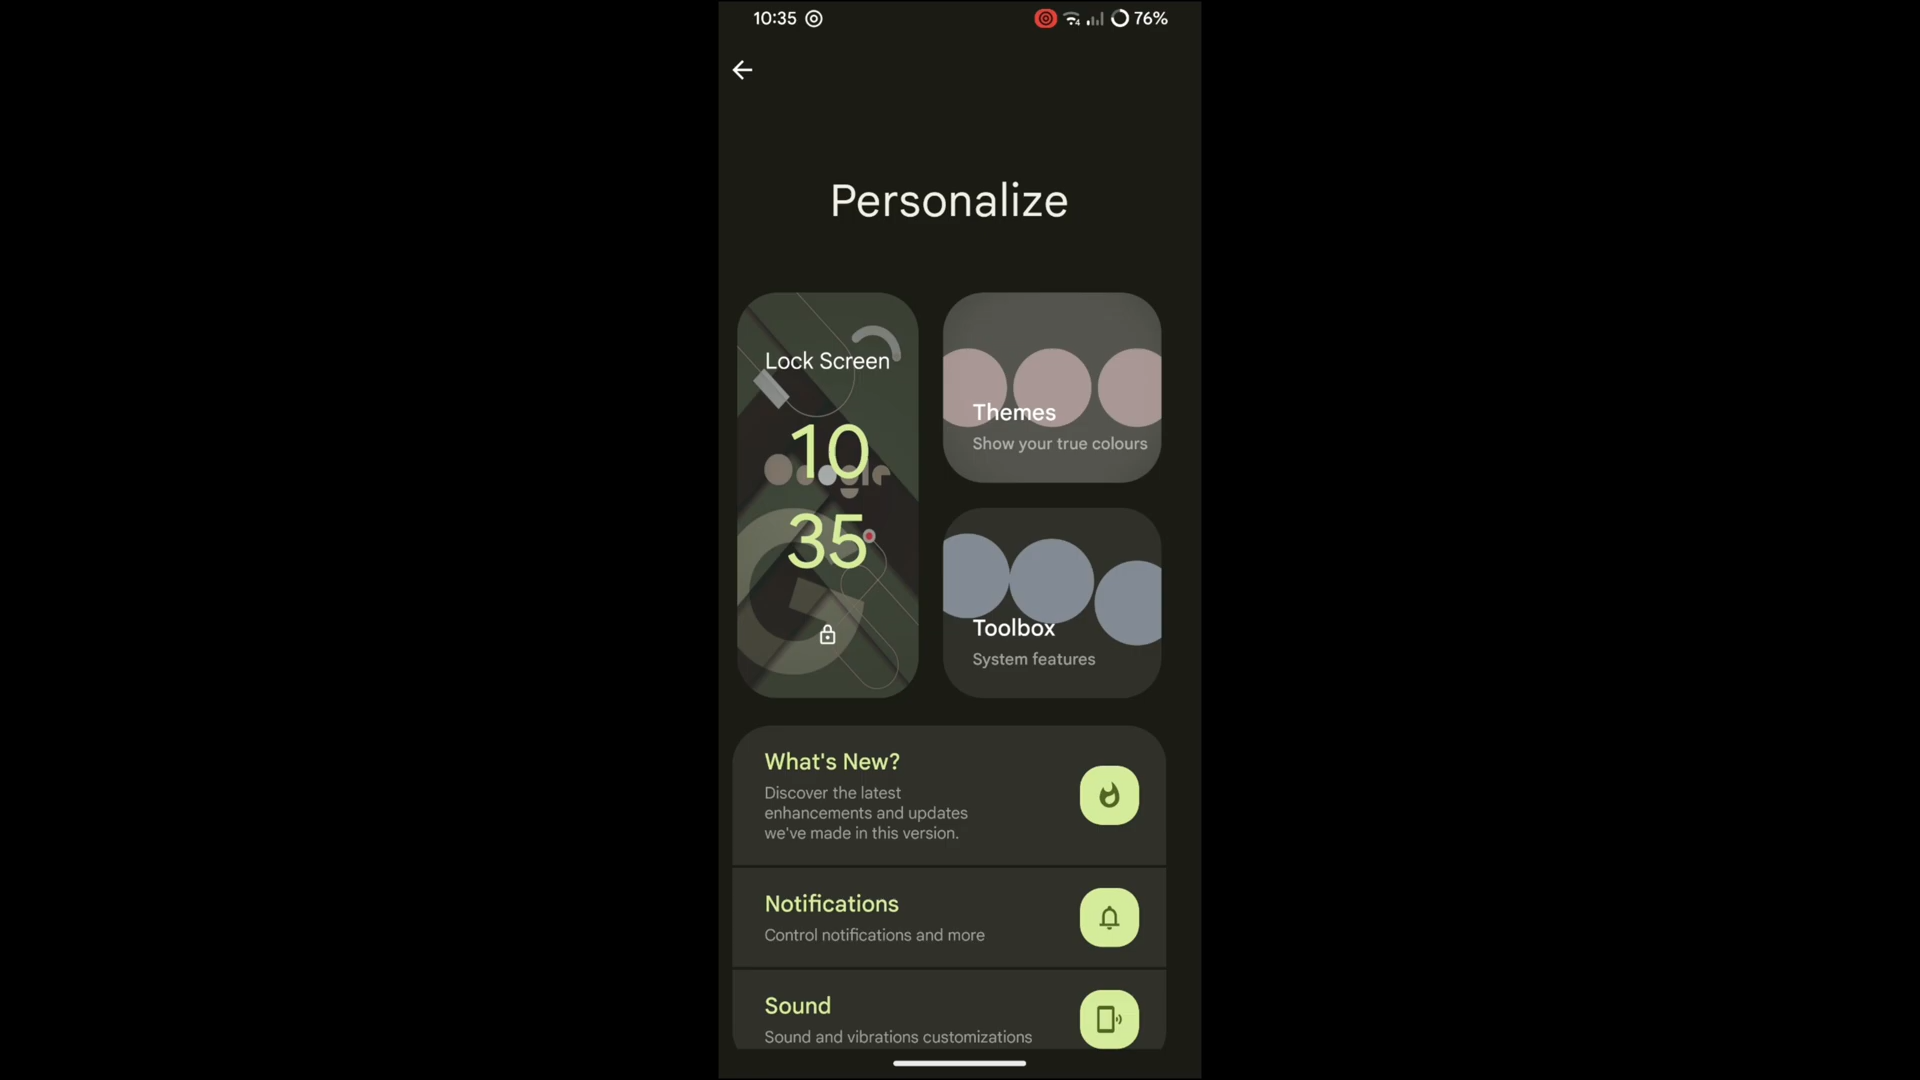 10:35
76%
Personalize
Lock Screen
10
35
Themes
Show your true colours
Toolbox
System features
What's New?
Discover the latest
enhancements and updates
we've made in this version.
Notifications
Control notifications and more
Sound
Sound and vibrations customizations